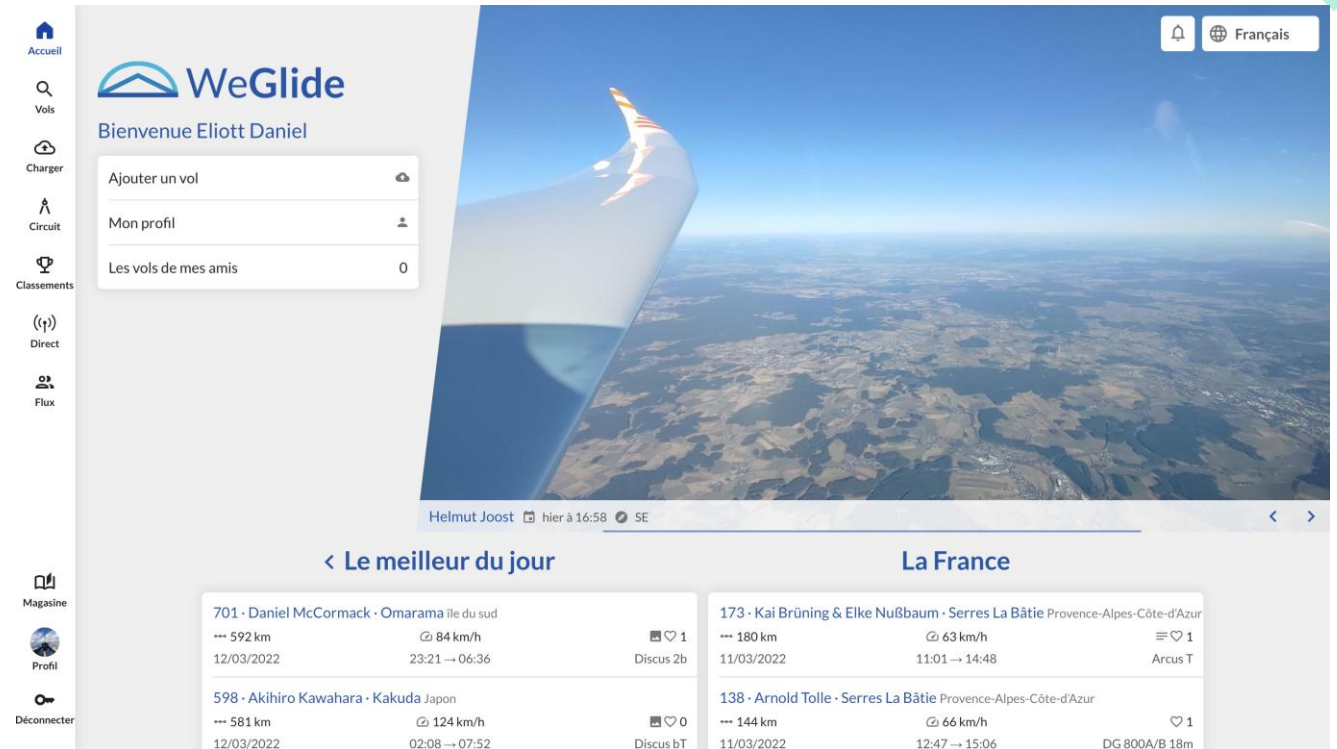 Accueil
Vols
Charger
Circuit
Classements
Direct
Flux
Magasine
Profil
Déconnecter
WeGlide
Bienvenue Eliott Daniel
Ajouter un vol
Mon profil
Les vols de mes amis 0
Français
Helmut Joost hier à 16:58 SE
Le meilleur du jour
701 · Daniel McCormack · Omarama île du sud
592 km 84 km/h 1
12/03/2022 23:21 → 06:36 Discus 2b
598 · Akihiro Kawahara · Kakuda Japon
581 km 124 km/h 0
12/03/2022 02:08 → 07:52 Discus bT
La France
173 · Kai Brüning & Elke Nußbaum · Serres La Bâtie Provence-Alpes-Côte-d'Azur
180 km 63 km/h 1
11/03/2022 11:01 → 14:48 Arcus T
138 · Arnold Tolle · Serres La Bâtie Provence-Alpes-Côte-d'Azur
144 km 66 km/h 1
11/03/2022 12:47 → 15:06 DG 800A/B 18m